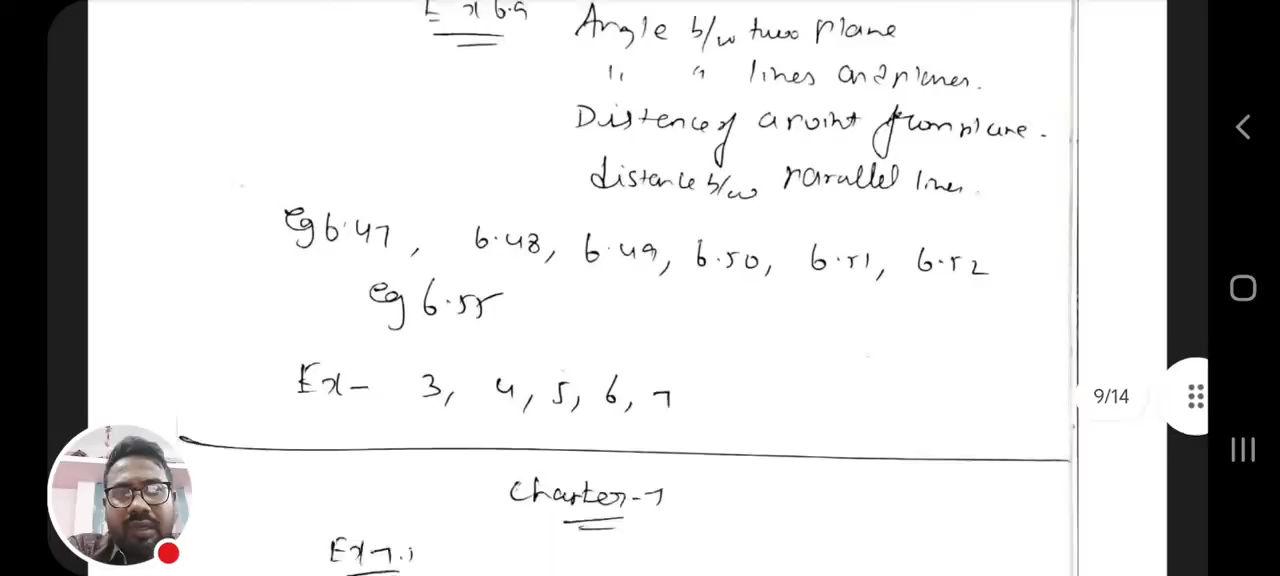 Ex 6.9
Angle b/w two plane
" " lines and planes.
Distence of a point from plane.
distance b/w parallel lines.
eg 6.47, 6.48, 6.49, 6.50, 6.51, 6.52
eg 6.55
Ex - 3, 4, 5, 6, 7
9/14
Chapter-7
Ex 7.1